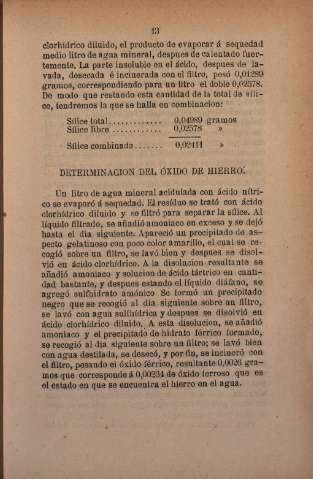 13
clorhídrico diluido, el producto de evaporar á sequedad
medio litro de agua mineral, despues de calentado fuer-
temente. La parte insoluble en el ácido, despues de la-
vada, desecada é incinerada con el filtro, pesó 0,01289
gramos, correspondiendo para un litro el doble 0,02578.
De modo que restando esta cantidad de la total de síli-
ce, tendremos la que se halla en combinacion:
Sílice total............. 0,04989 gramos
Sílice libre ............ 0,02578 »
Sílice combinada....... 0,02411 »
DETERMINACION DEL ÓXIDO DE HIERRO.
Un litro de agua mineral acidulada con ácido nítri-
co se evaporó á sequedad. El resíduo se trató con ácido
clorhídrico diluido y se filtró para separar la sílice. Al
líquido filtrado, se añadió amoniaco en exceso y se dejó
hasta el dia siguiente. Apareció un precipitado de as-
pecto gelatinoso con poco color amarillo, el cual se re-
cogió sobre un filtro, se lavó bien y despues se disol-
vió en ácido clorhídrico. A la disolucion resultante se
añadió amoniaco y solucion de ácido tártrico en canti-
dad bastante, y despues estando el líquido diáfano, se
agregó sulfhidrato amónico Se formó un precipitado
negro que se recogió al dia siguiente sobre un filtro,
se lavó con agua sulfhídrica y despues se disolvió en
ácido clorhídrico diluido. A esta disolucion, se añadió
amoniaco y el precipitado de hidrato férrico formado,
se recogió al dia siguiente sobre un filtro; se lavó bien
con agua destilada, se desecó, y por fin, se incineró con
el filtro, pesando el óxido férrico, resultante 0,0026 gra-
mos que corresponde á 0,00234 de óxido ferroso que es
el estado en que se encuentra el hierro en el agua.